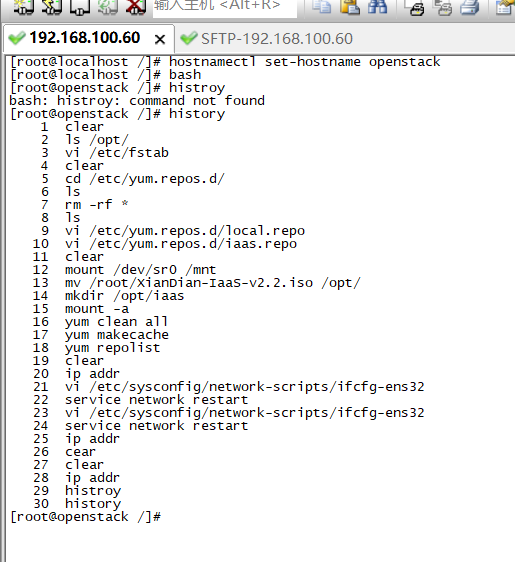 输入主机 <Alt+R>
192.168.100.60 SFTP-192.168.100.60
[root@localhost /]# hostnamectl set-hostname openstack
[root@localhost /]# bash
[root@openstack /]# histroy
bash: histroy: command not found
[root@openstack /]# history
1 clear
2 ls /opt/
3 vi /etc/fstab
4 clear
5 cd /etc/yum.repos.d/
6 ls
7 rm -rf *
8 ls
9 vi /etc/yum.repos.d/local.repo
10 vi /etc/yum.repos.d/iaas.repo
11 clear
12 mount /dev/sr0 /mnt
13 mv /root/XianDian-IaaS-v2.2.iso /opt/
14 mkdir /opt/iaas
15 mount -a
16 yum clean all
17 yum makecache
18 yum repolist
19 clear
20 ip addr
21 vi /etc/sysconfig/network-scripts/ifcfg-ens32
22 service network restart
23 vi /etc/sysconfig/network-scripts/ifcfg-ens32
24 service network restart
25 ip addr
26 cear
27 clear
28 ip addr
29 histroy
30 history
[root@openstack /]#